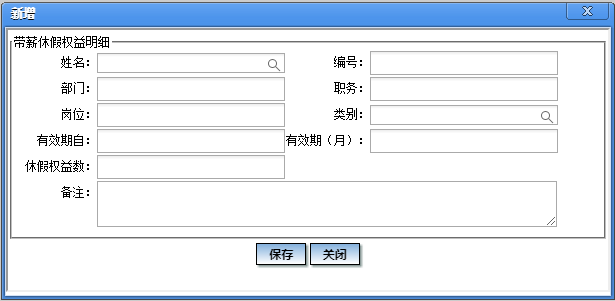 新增
带薪休假权益明细
姓名： 编号：
部门： 职务：
岗位： 类别：
有效期自： 有效期（月）：
休假权益数：
备注：
保存 关闭